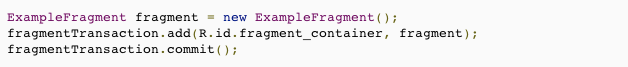 ExampleFragment fragment = new ExampleFragment();
fragmentTransaction.add(R.id.fragment_container, fragment);
fragmentTransaction.commit();